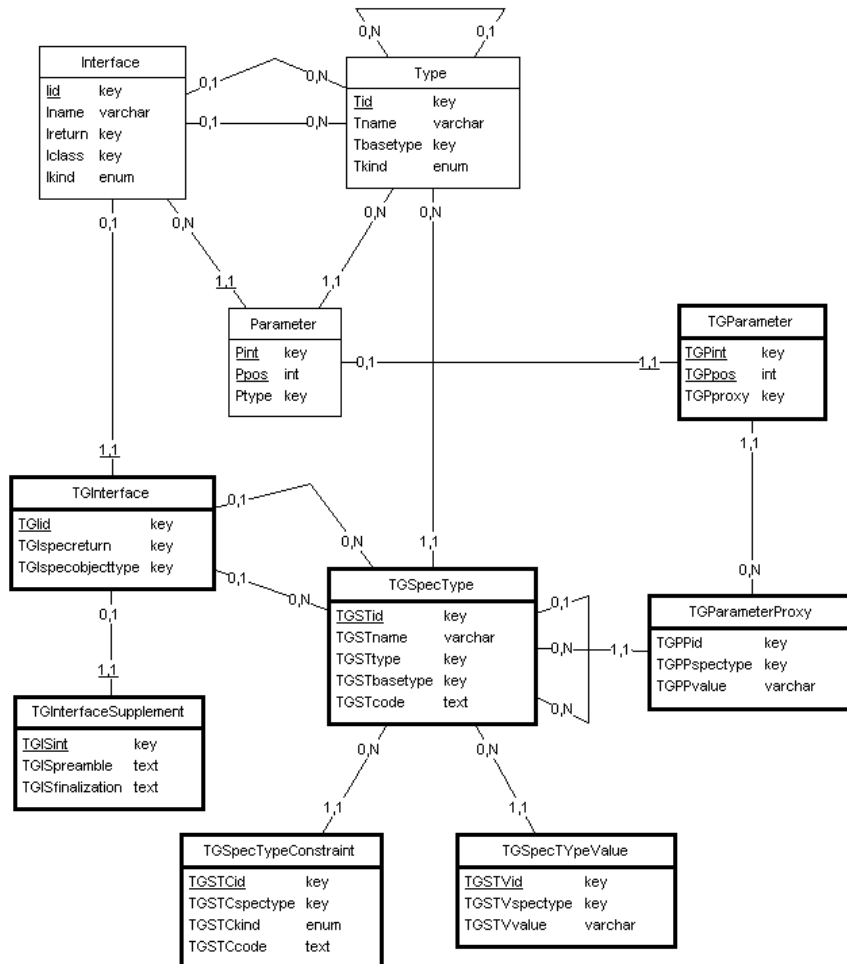 0,N 0,1
Interface
Iid key
Iname varchar
Ireturn key
Iclass key
Ikind enum
0,1 0,N
0,1 0,N
Type
Tid key
Tname varchar
Tbasetype key
Tkind enum
0,1
0,N
0,N
0,N
1,1
1,1
Parameter
Pint key
Ppos int
Ptype key
0,1 1,1
TGParameter
TGPint key
TGPpos int
TGPproxy key
1,1
1,1
TGInterface
TGIid key
TGIspecreturn key
TGIspecobjecttype key
0,1
0,N
0,1
0,N
1,1
0,N
TGSpecType
TGSTid key
TGSTname varchar
TGSTtype key
TGSTbasetype key
TGSTcode text
0,1
0,N 1,1
0,N
TGParameterProxy
TGPPid key
TGPPspectype key
TGPPvalue varchar
0,1
1,1
TGInterfaceSupplement
TGISint key
TGISpreamble text
TGISfinalization text
0,N 0,N
1,1 1,1
TGSpecTypeConstraint
TGSTCid key
TGSTCspectype key
TGSTCkind enum
TGSTCcode text
TGSpecTYpeValue
TGSTVid key
TGSTVspectype key
TGSTVvalue varchar